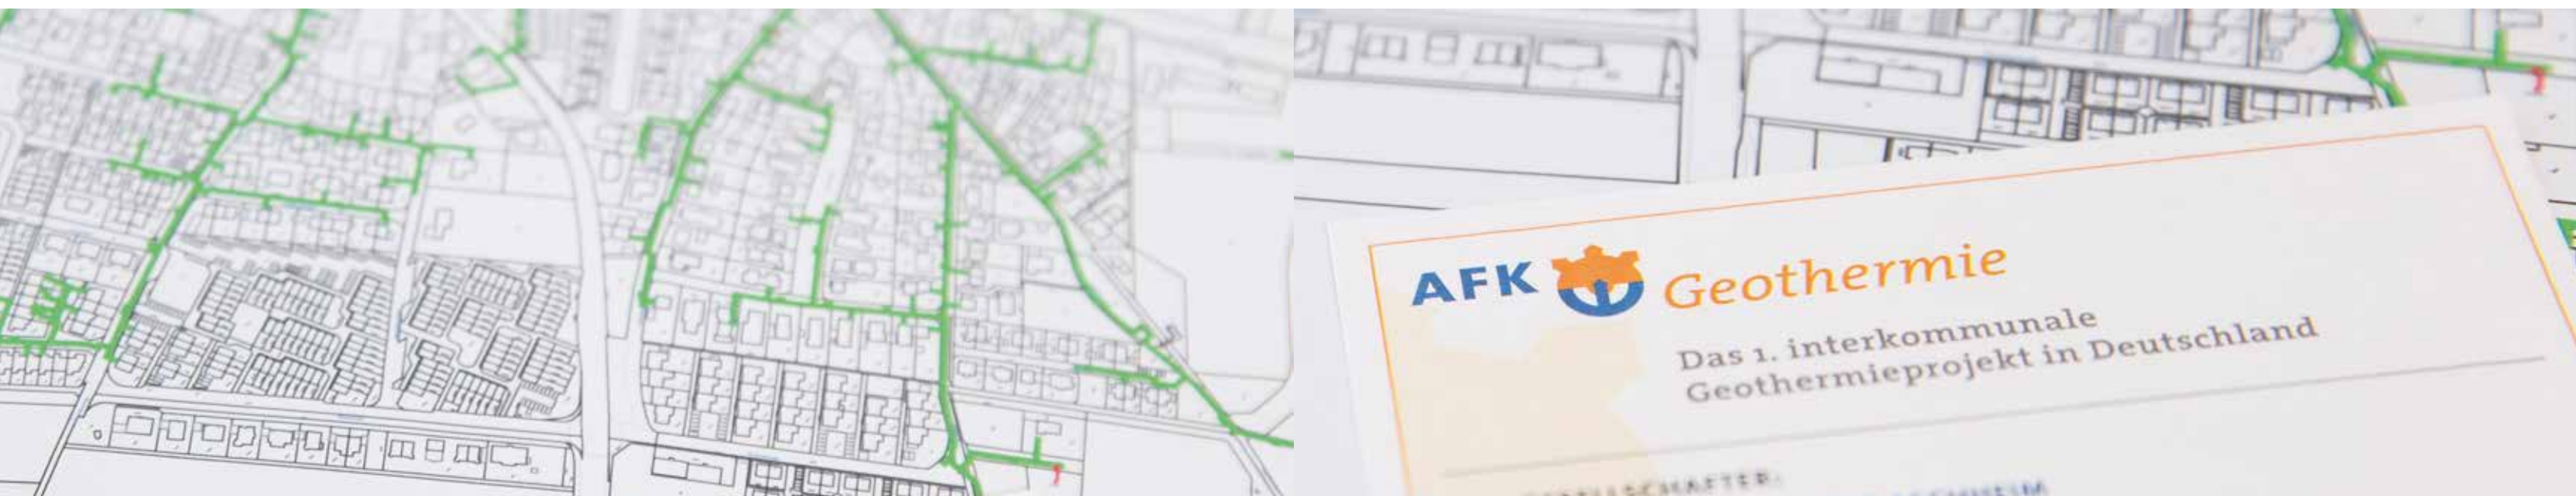 AFK Geothermie
Das 1. interkommunale
Geothermieprojekt in Deutschland